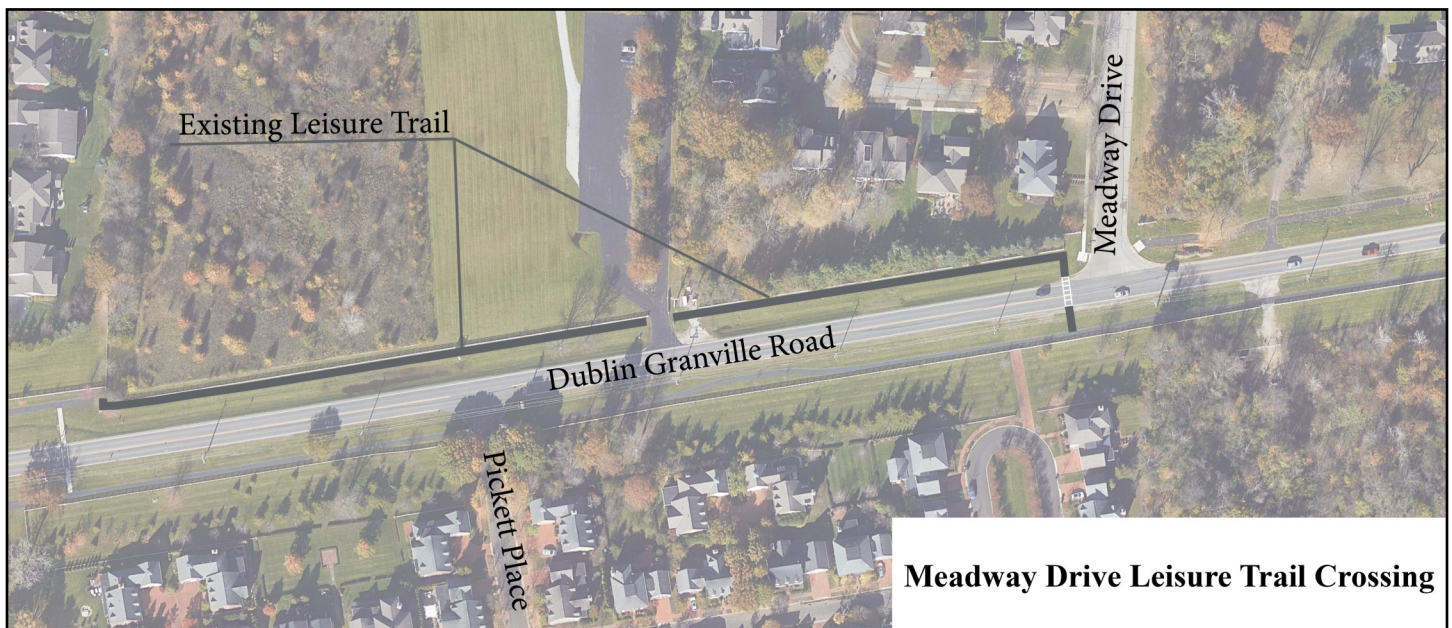 Existing Leisure Trail
Meadway Drive
Dublin Granville Road
Pickett Place
Meadway Drive Leisure Trail Crossing